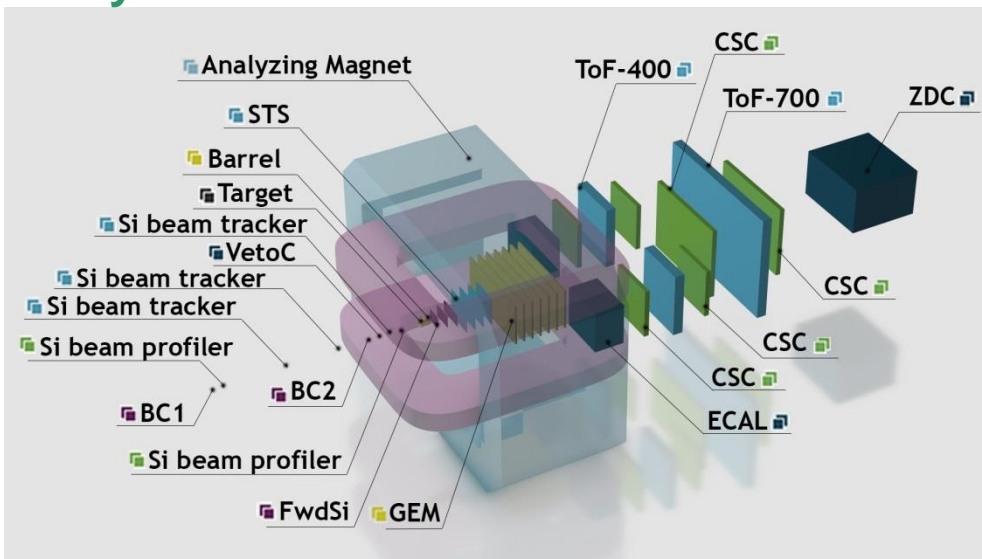 CSC
Analyzing Magnet
ToF-400
ToF-700
ZDC
STS
Barrel
Target
Si beam tracker
VetoC
Si beam tracker
Si beam tracker
CSC
Si beam profiler
CSC
CSC
BC2
BC1
ECAL
Si beam profiler
FwdSi
GEM